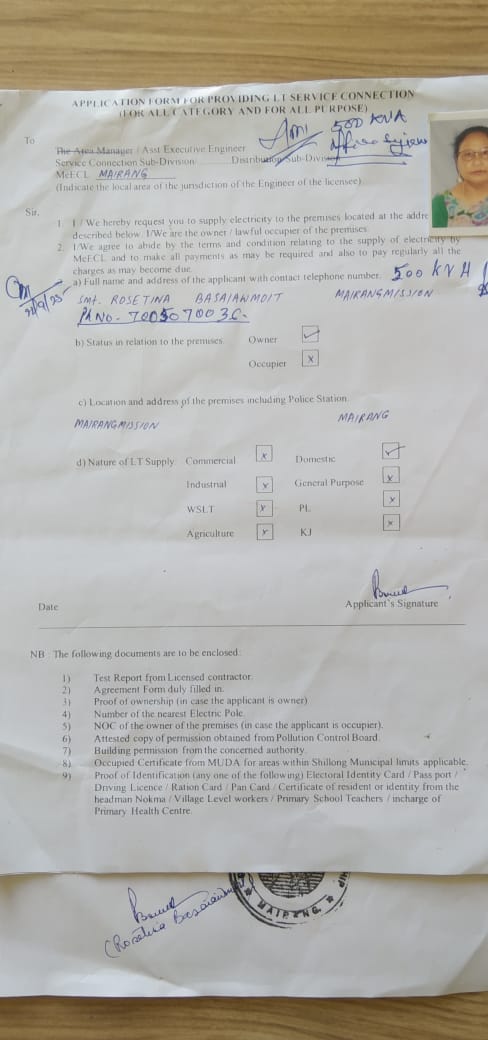 APPLICATION FORM FOR PROVIDING LT SERVICE CONNECTION
(FOR ALL CATEGORY AND FOR ALL PURPOSE)
500 KVA
To
The Area Manager / Asst Executive Engineer
Service Connection Sub-Division Distribution Sub-Division
MeECL MAIRANG
(Indicate the local area of the jurisdiction of the Engineer of the licensee)
Sir,
1. I / We hereby request you to supply electricity to the premises located at the addre
described below. I/We are the owner / lawful occupier of the premises.
2. I/We agree to abide by the terms and condition relating to the supply of electricity by
MeECL and to make all payments as may be required and also to pay regularly all the
charges as may become due.
a) Full name and address of the applicant with contact telephone number. 500 KVA
Smt. ROSETINA BASAIAWMOIT MAIRANGMISSION
PH NO- 7005070036.
b) Status in relation to the premises. Owner ✓
Occupier x
c) Location and address of the premises including Police Station.
MAIRANGMISSION MAIRANG
d) Nature of LT Supply: Commercial x Domestic ✓
Industrial x General Purpose x
WSLT x PL x
Agriculture x KJ x
Date
Applicant's Signature
NB : The following documents are to be enclosed:
1) Test Report from Licensed contractor.
2) Agreement Form duly filled in.
3) Proof of ownership (in case the applicant is owner)
4) Number of the nearest Electric Pole.
5) NOC of the owner of the premises (in case the applicant is occupier).
6) Attested copy of permission obtained from Pollution Control Board.
7) Building permission from the concerned authority.
8) Occupied Certificate from MUDA for areas within Shillong Municipal limits applicable.
9) Proof of Identification (any one of the following) Electoral Identity Card / Pass port /
Driving Licence / Ration Card / Pan Card / Certificate of resident or identity from the
headman Nokma / Village Level workers / Primary School Teachers / incharge of
Primary Health Centre.
MAIRANG